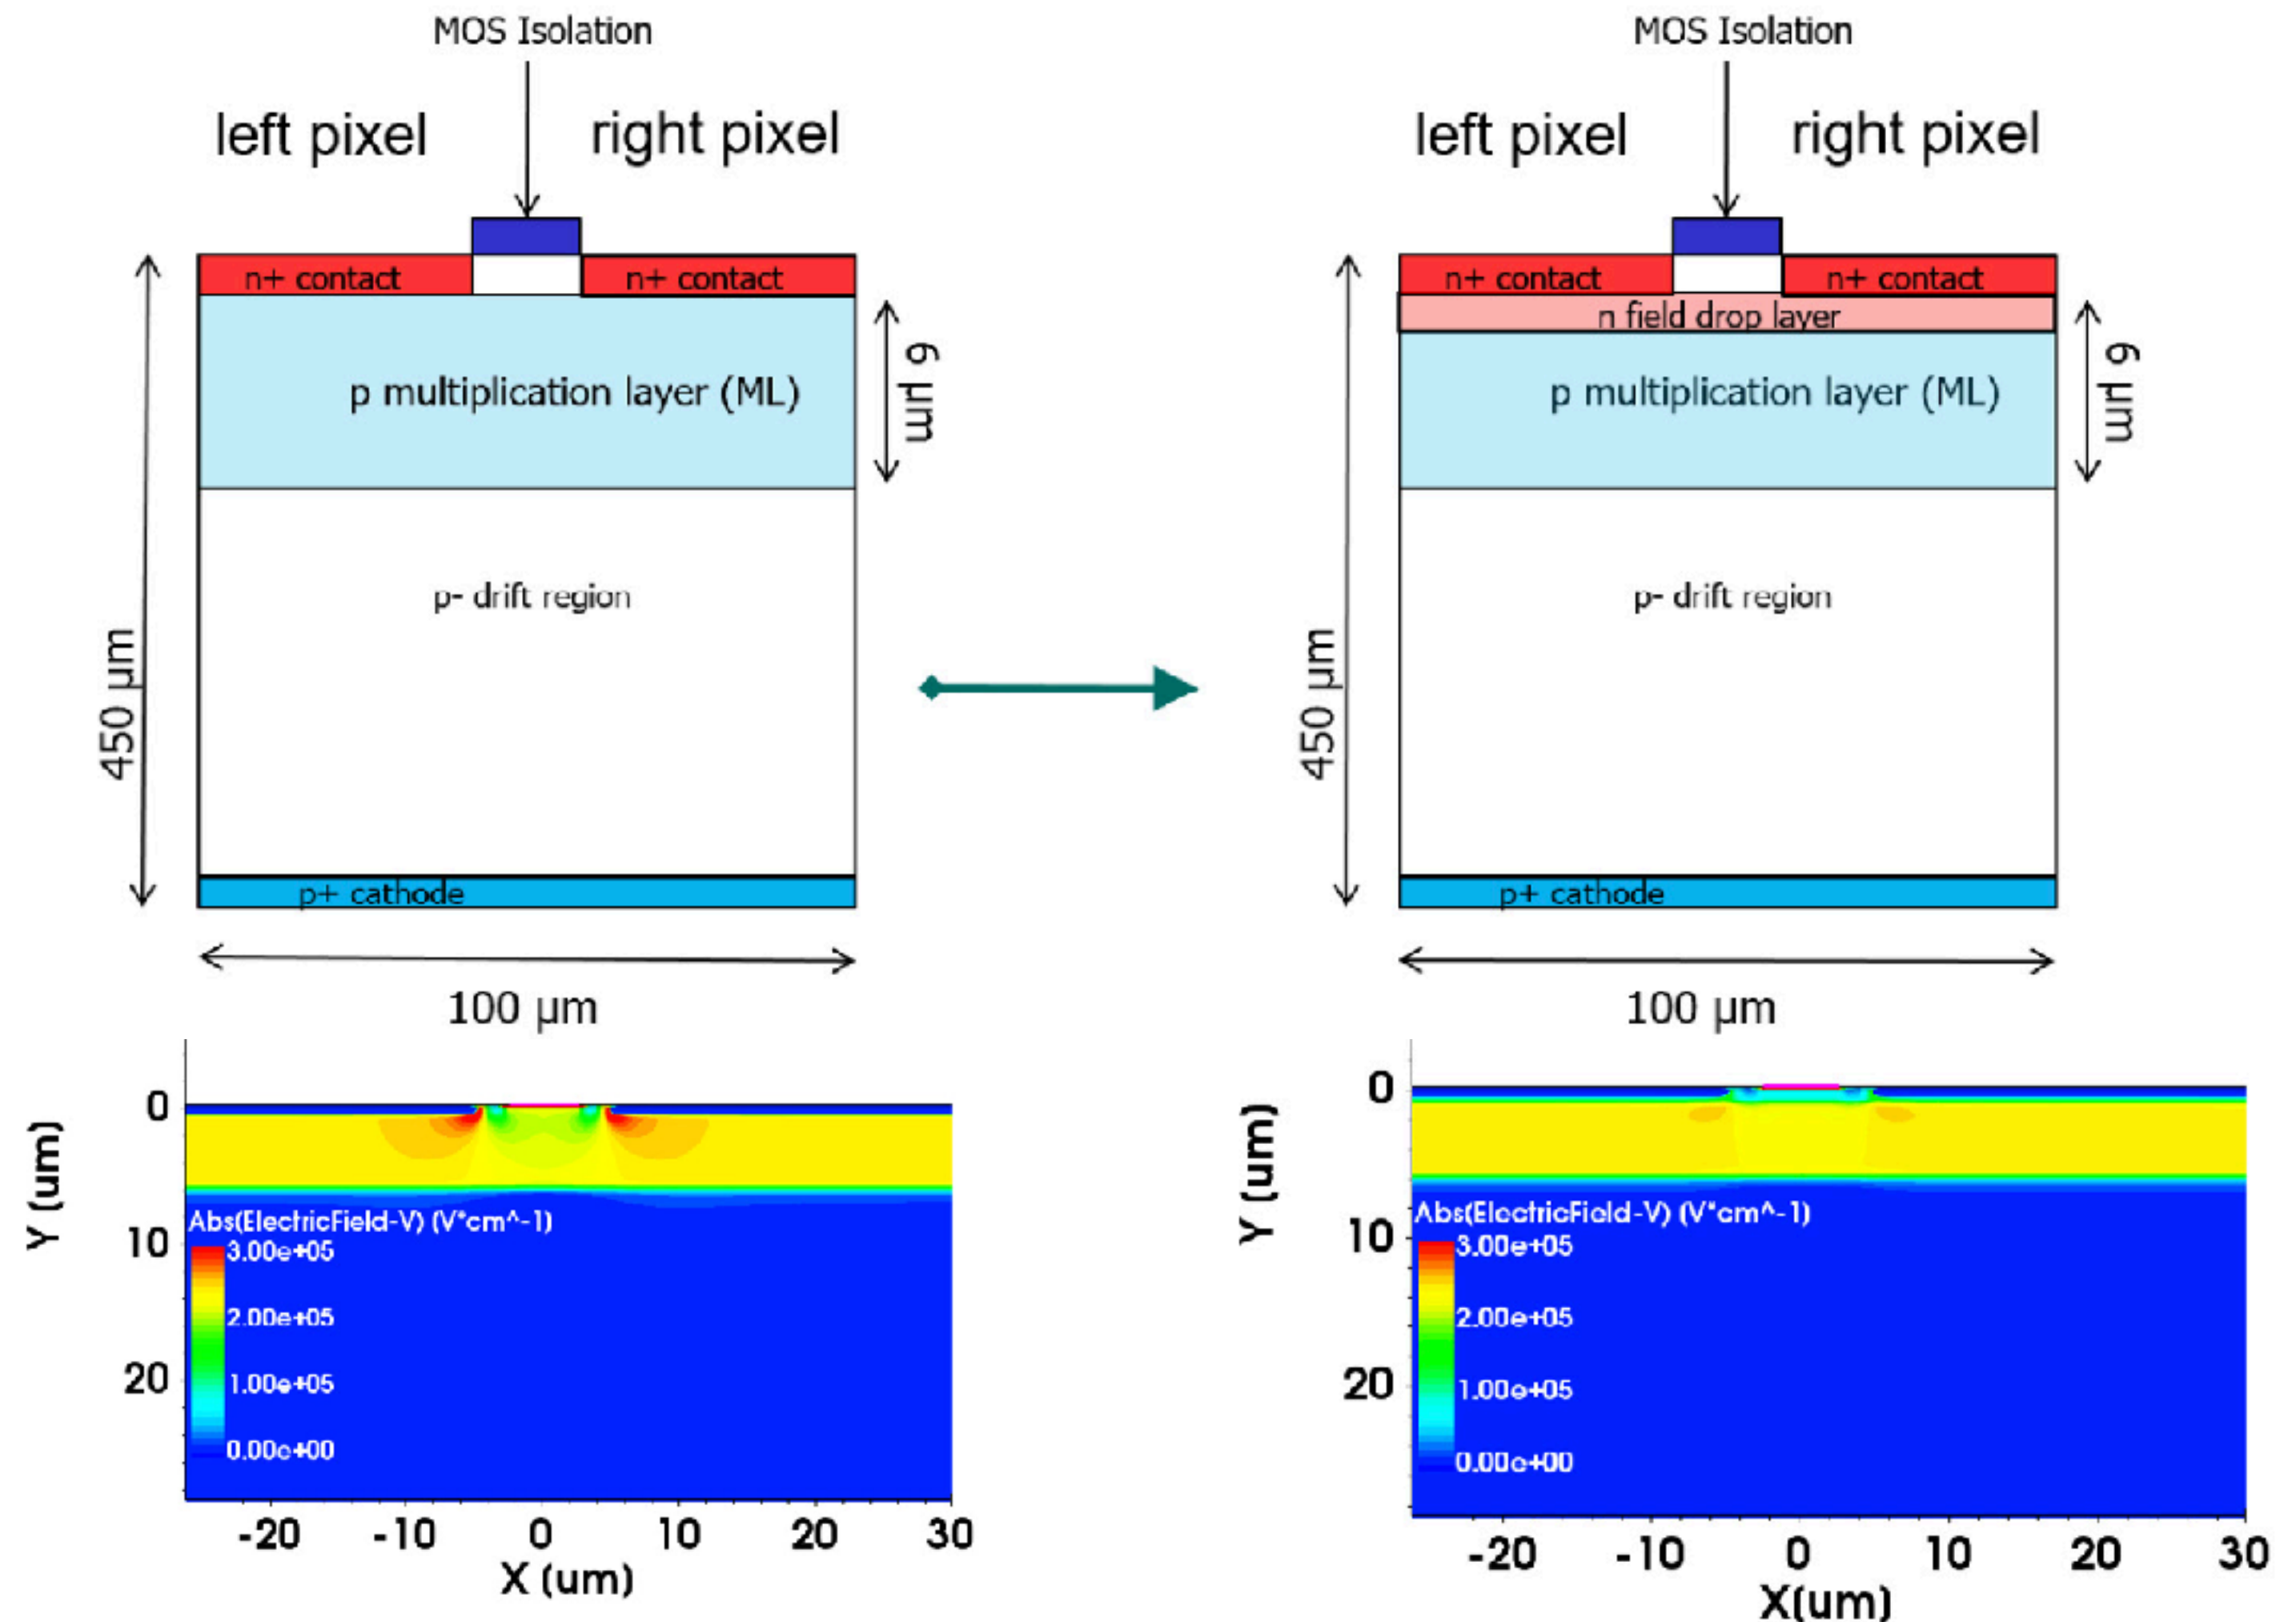 MOS Isolation
left pixel
right pixel
n+ contact
n+ contact
p multiplication layer (ML)
6 µm
p- drift region
450 µm
p+ cathode
100 µm
MOS Isolation
left pixel
right pixel
n+ contact
n+ contact
n field drop layer
p multiplication layer (ML)
6 µm
p- drift region
450 µm
p+ cathode
100 µm
Y (um)
0
10
20
Abs(ElectricField-V) (V*cm^-1)
3.00e+05
2.00e+05
1.00e+05
0.00e+00
-20 -10 0 10 20 30
X (um)
Y (um)
0
10
20
Abs(ElectricField-V) (V*cm^-1)
3.00e+05
2.00e+05
1.00e+05
0.00e+00
-20 -10 0 10 20 30
X(um)